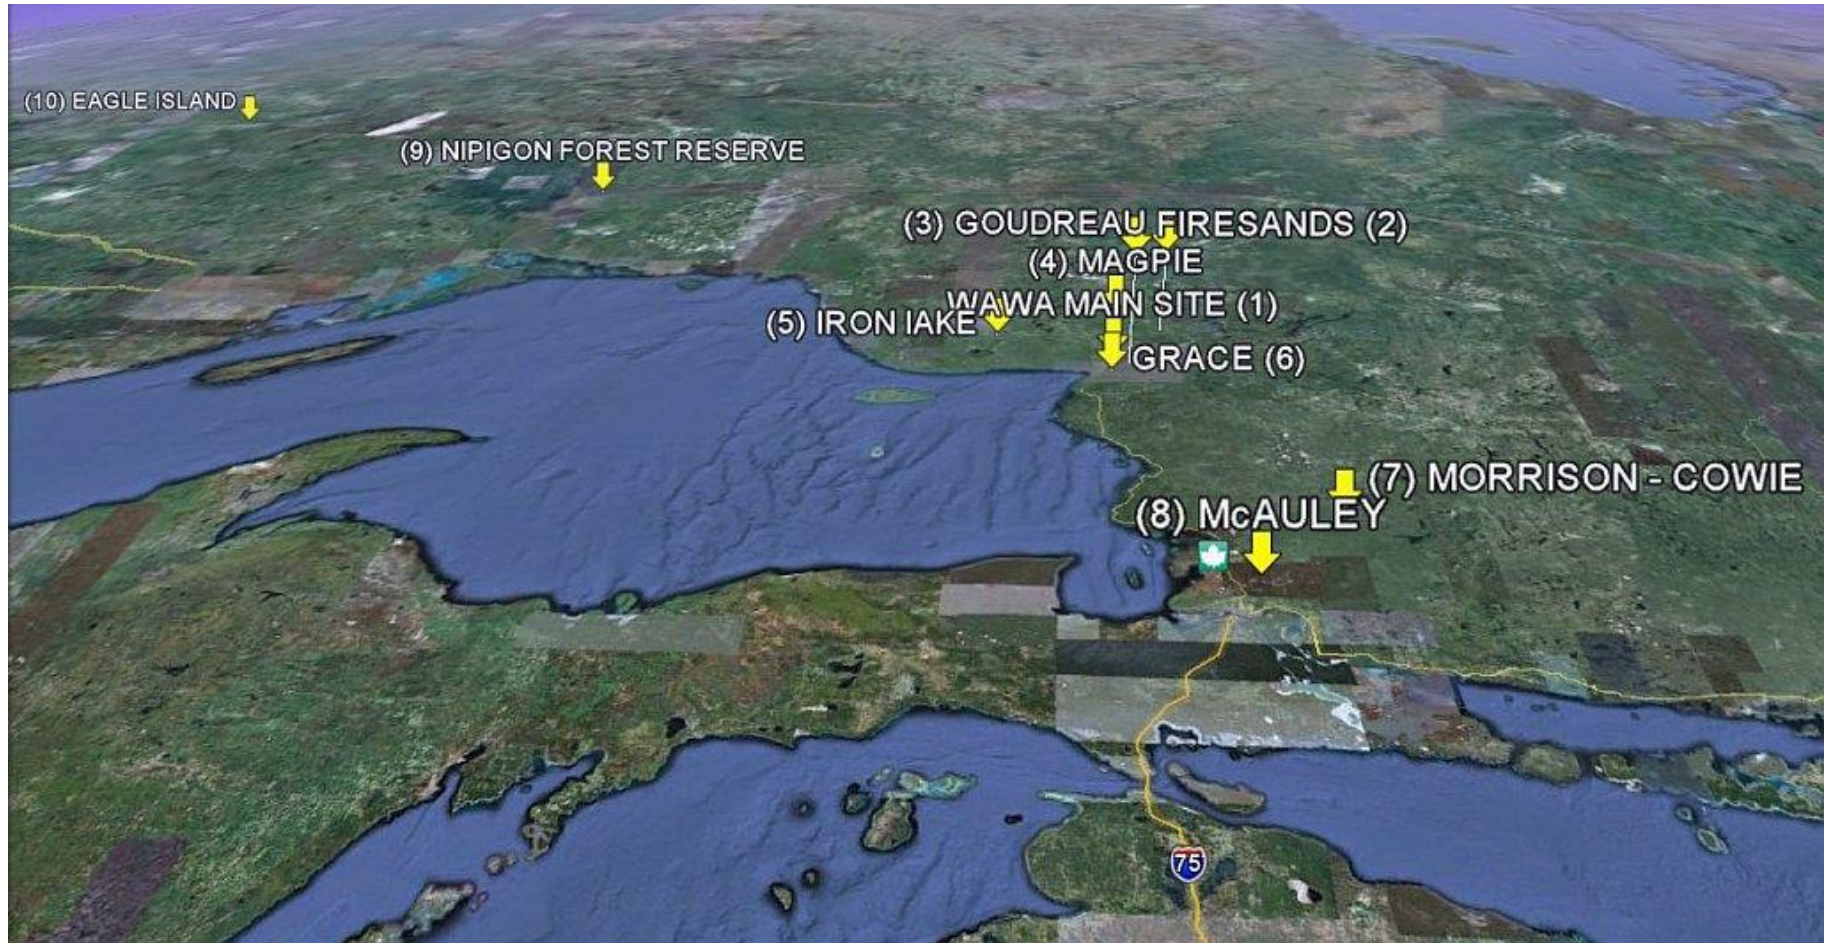 (10) EAGLE ISLAND
(9) NIPIGON FOREST RESERVE
(3) GOUDREAU FIRESANDS (2)
(4) MAGPIE
WAWA MAIN SITE (1)
(5) IRON lAKE
GRACE (6)
(7) MORRISON - COWIE
(8) McAULEY
75